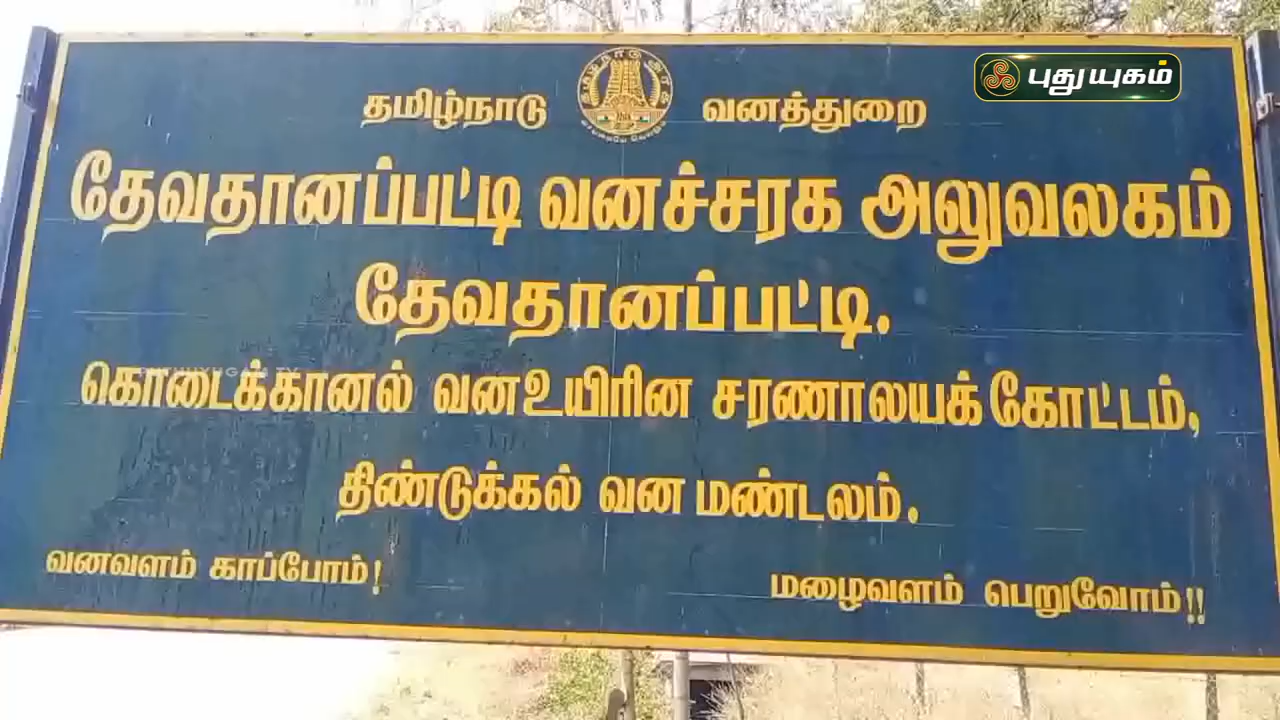 புதுயுகம்
தமிழ்நாடு வனத்துறை
தேவதானப்பட்டி வனச்சரக அலுவலகம்
தேவதானப்பட்டி.
கொடைக்கானல் வனஉயிரின சரணாலயக் கோட்டம்,
திண்டுக்கல் வன மண்டலம்.
வனவளம் காப்போம்! மழைவளம் பெறுவோம்!!